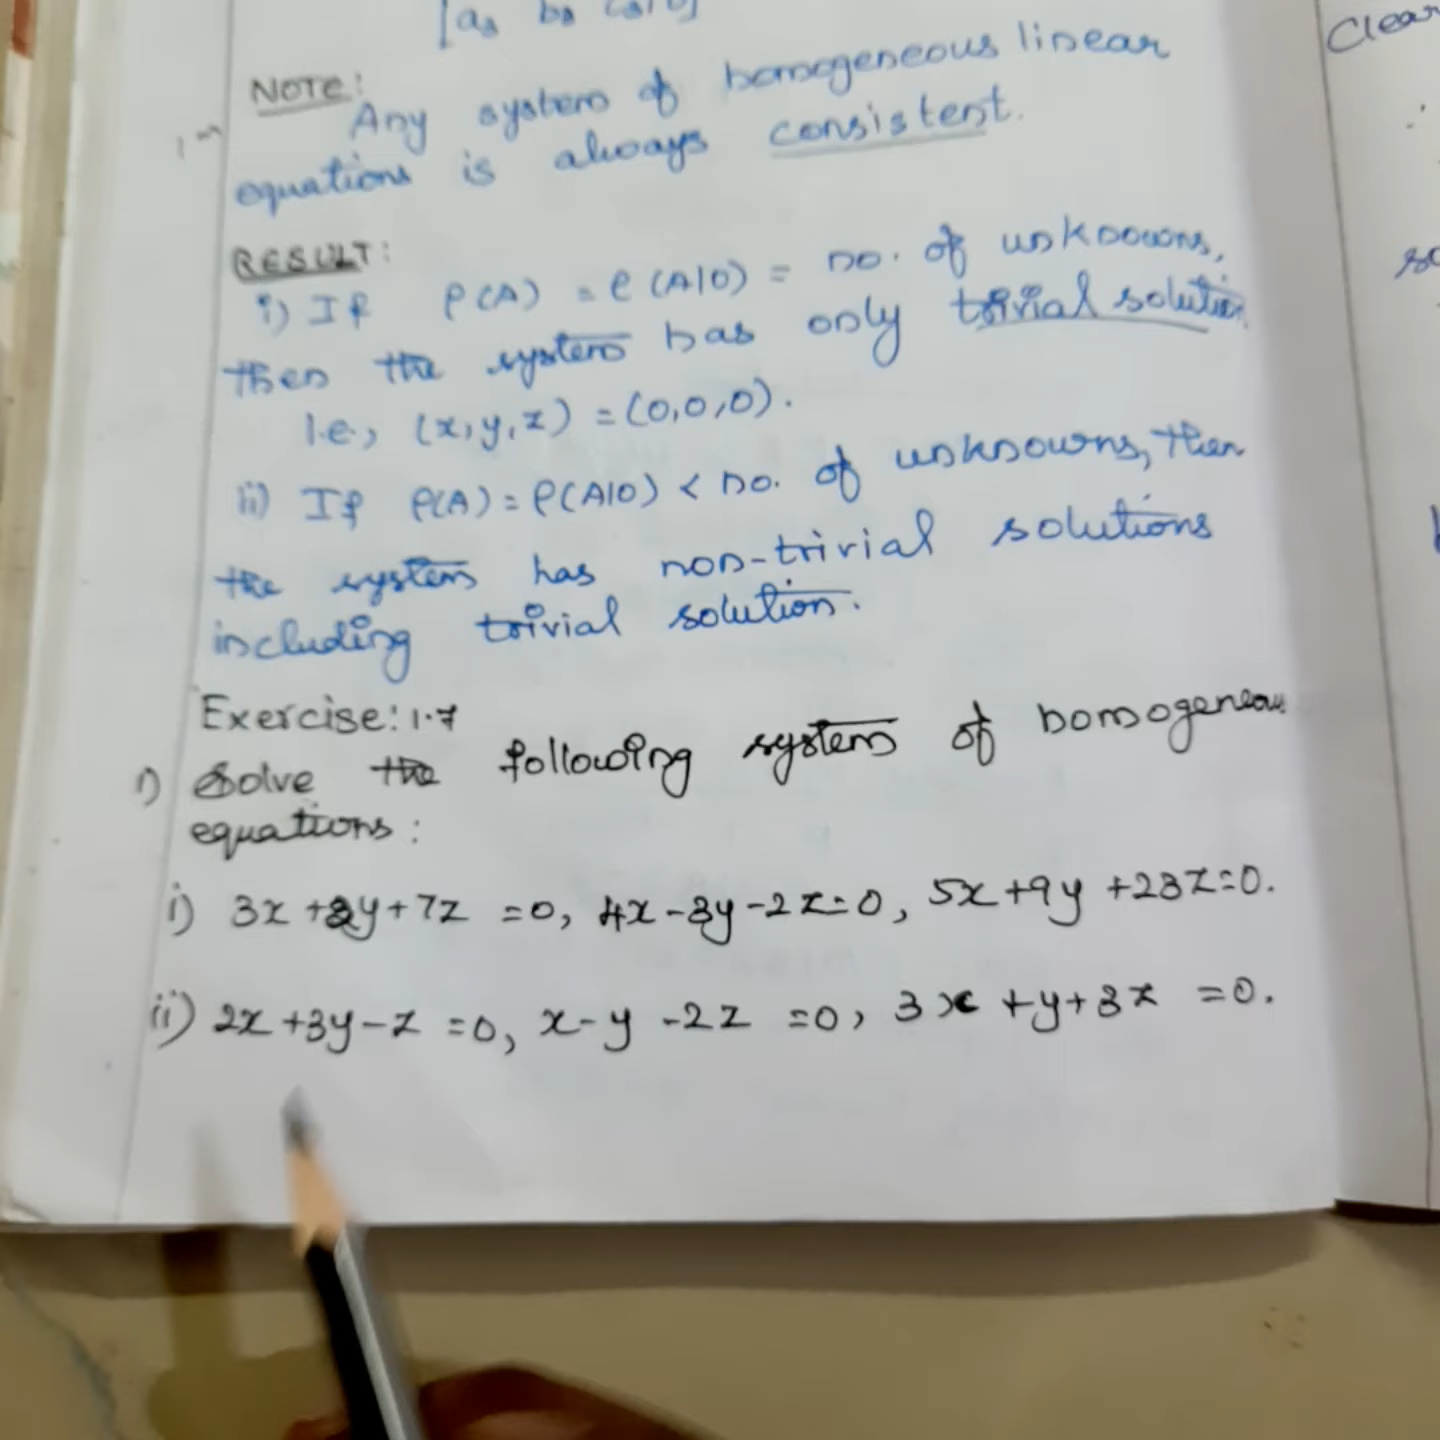 NOTE:
Any system of homogeneous linear
equations is always consistent.
RESULT:
i) If ρ(A) = ρ(A|0) = no. of unknowns,
then the system has only trivial solution.
i.e., (x,y,z) = (0,0,0).
ii) If ρ(A) = ρ(A|0) < no. of unknowns, then
the system has non-trivial solutions
including trivial solution.
Exercise: 1.7
1) Solve the following system of homogeneous
equations:
i) 3x+2y+7z =0, 4x-3y-2z=0, 5x+9y+23z=0.
ii) 2x+3y-z =0, x-y-2z =0, 3x+y+3z =0.
Clear